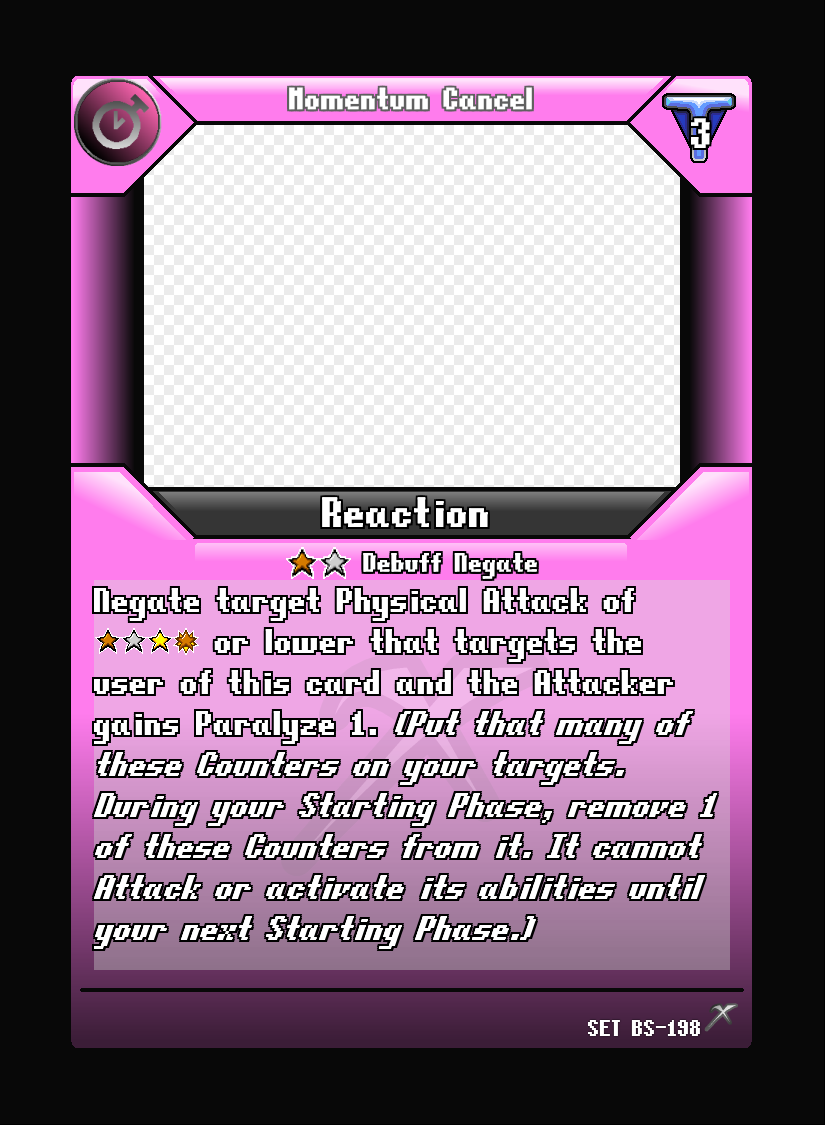 Momentum Cancel
3
Reaction
Debuff Negate
Negate target Physical Attack of
or lower that targets the
user of this card and the Attacker
gains Paralyze 1. (Put that many of
these Counters on your targets.
During your Starting Phase, remove 1
of these Counters from it. It cannot
Attack or activate its abilities until
your next Starting Phase.)
SET BS-198